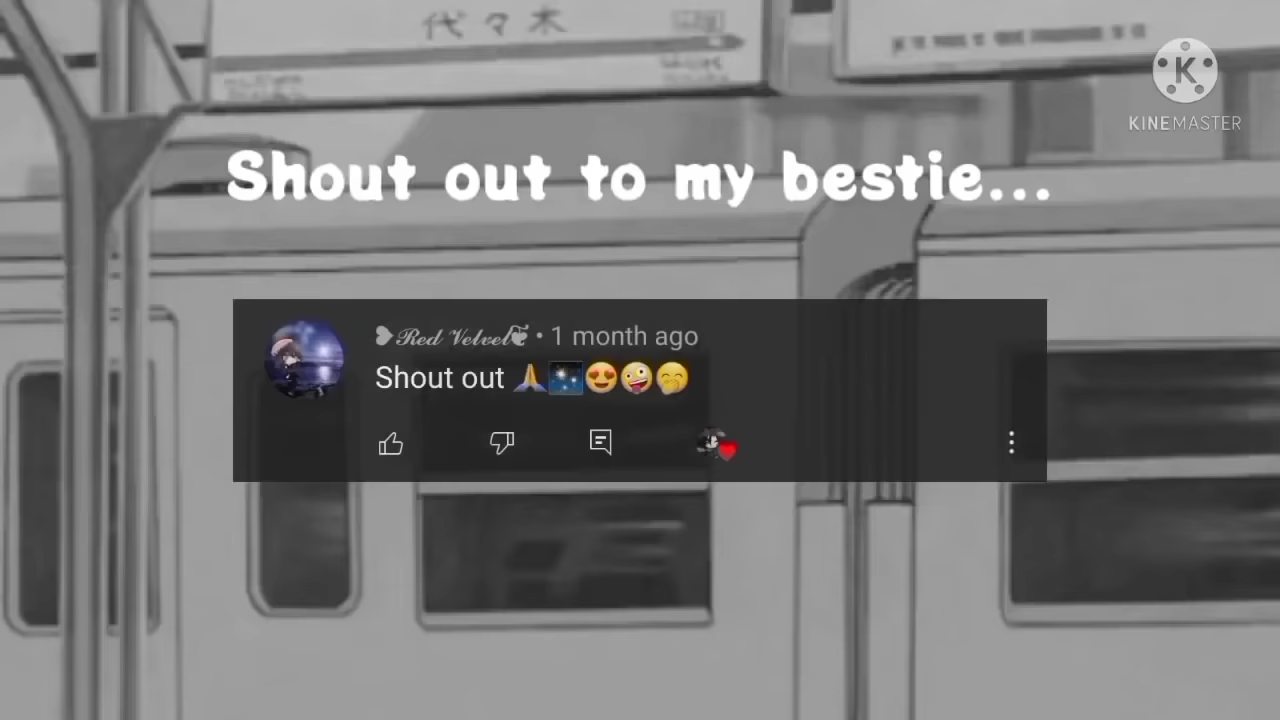 代々木
KINEMASTER
Shout out to my bestie...
❥𝓡𝓮𝓭 𝓥𝓮𝓵𝓿𝓮𝓽❦ • 1 month ago
Shout out 🙏🎇😍🤪🤭